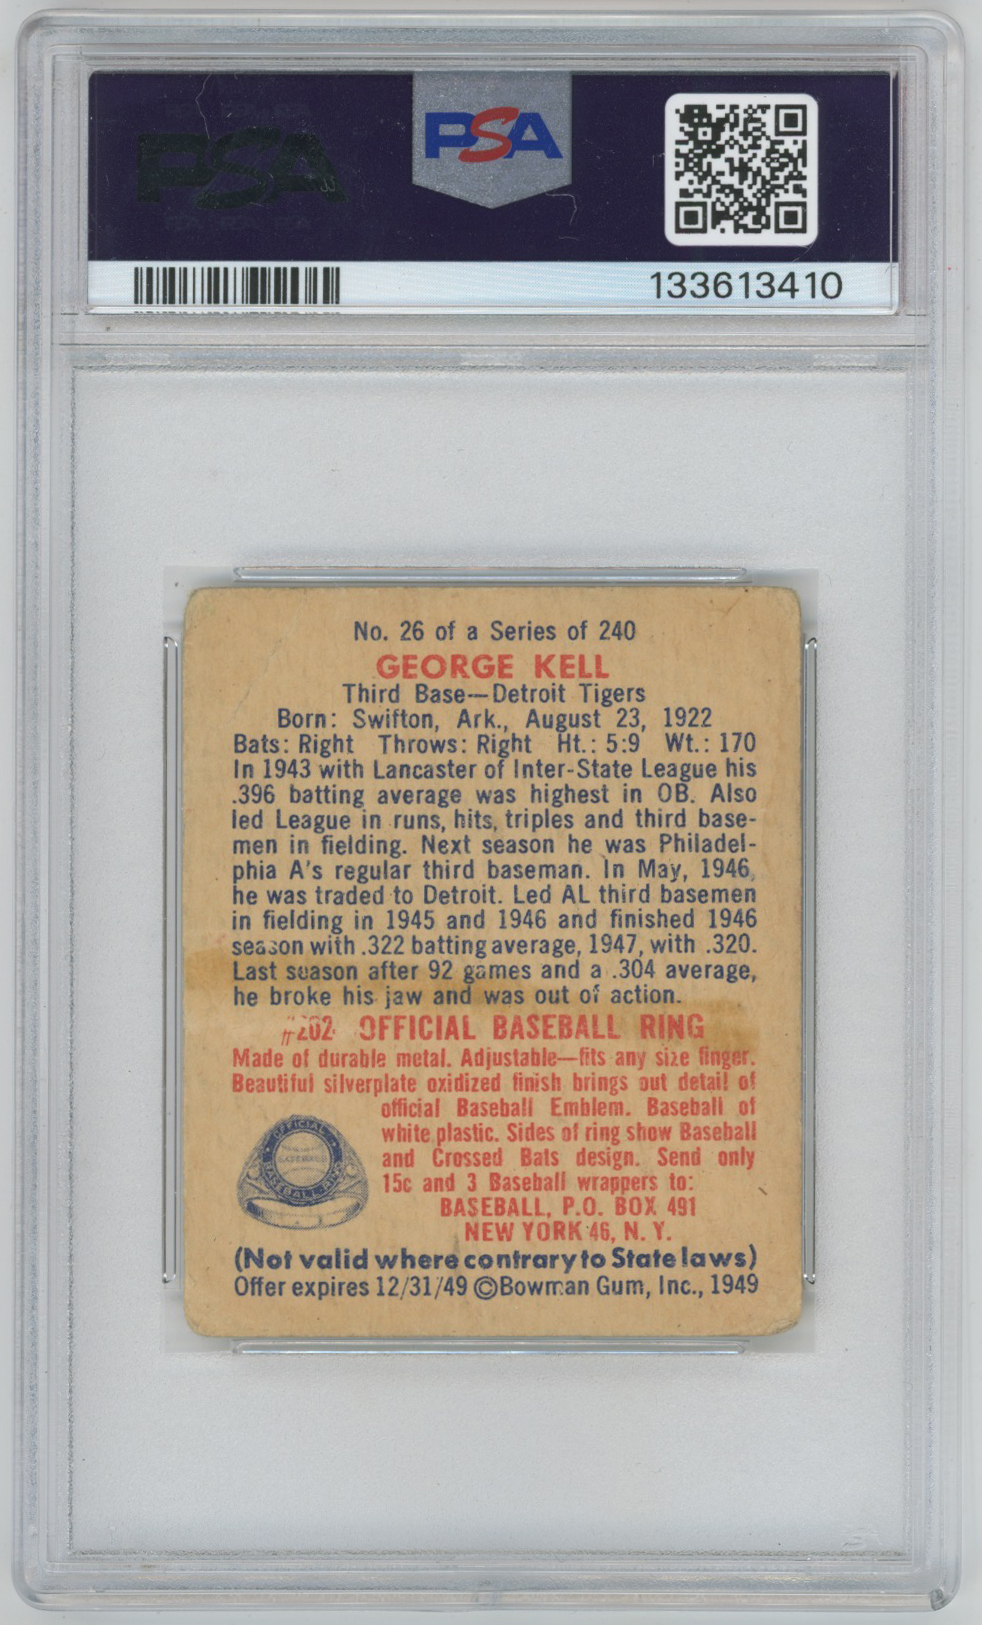 PSA
PSA
133613410
No. 26 of a Series of 240
GEORGE KELL
Third Base—Detroit Tigers
Born: Swifton, Ark., August 23, 1922
Bats: Right Throws: Right Ht.: 5:9 Wt.: 170
In 1943 with Lancaster of Inter-State League his
.396 batting average was highest in OB. Also
led League in runs, hits, triples and third base-
men in fielding. Next season he was Philadel-
phia A's regular third baseman. In May, 1946,
he was traded to Detroit. Led AL third basemen
in fielding in 1945 and 1946 and finished 1946
season with .322 batting average, 1947, with .320.
Last season after 92 games and a .304 average,
he broke his jaw and was out of action.
#202 OFFICIAL BASEBALL RING
Made of durable metal. Adjustable—fits any size finger.
Beautiful silverplate oxidized finish brings out detail of
official Baseball Emblem. Baseball of
white plastic. Sides of ring show Baseball
and Crossed Bats design. Send only
15c and 3 Baseball wrappers to:
BASEBALL, P.O. BOX 491
NEW YORK 46, N. Y.
OFFICIAL
BASEBALL RING
(Not valid where contrary to State laws)
Offer expires 12/31/49 ©Bowman Gum, Inc., 1949